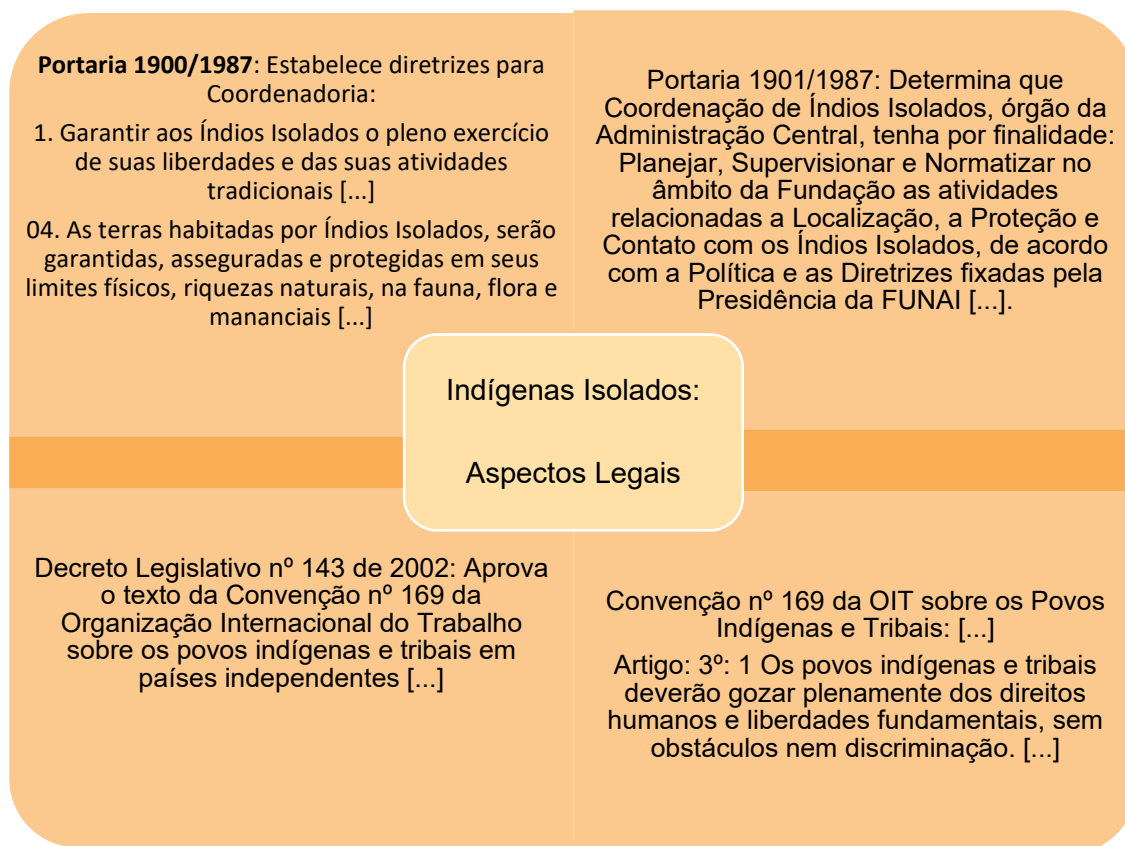 Portaria 1900/1987: Estabelece diretrizes para
Coordenadoria:
1. Garantir aos Índios Isolados o pleno exercício
de suas liberdades e das suas atividades
tradicionais [...]
04. As terras habitadas por Índios Isolados, serão
garantidas, asseguradas e protegidas em seus
limites físicos, riquezas naturais, na fauna, flora e
mananciais [...]
Portaria 1901/1987: Determina que
Coordenação de Índios Isolados, órgão da
Administração Central, tenha por finalidade:
Planejar, Supervisionar e Normatizar no
âmbito da Fundação as atividades
relacionadas a Localização, a Proteção e
Contato com os Índios Isolados, de acordo
com a Política e as Diretrizes fixadas pela
Presidência da FUNAI [...].
Indígenas Isolados:
Aspectos Legais
Decreto Legislativo nº 143 de 2002: Aprova
o texto da Convenção nº 169 da
Organização Internacional do Trabalho
sobre os povos indígenas e tribais em
países independentes [...]
Convenção nº 169 da OIT sobre os Povos
Indígenas e Tribais: [...]
Artigo: 3º: 1 Os povos indígenas e tribais
deverão gozar plenamente dos direitos
humanos e liberdades fundamentais, sem
obstáculos nem discriminação. [...]